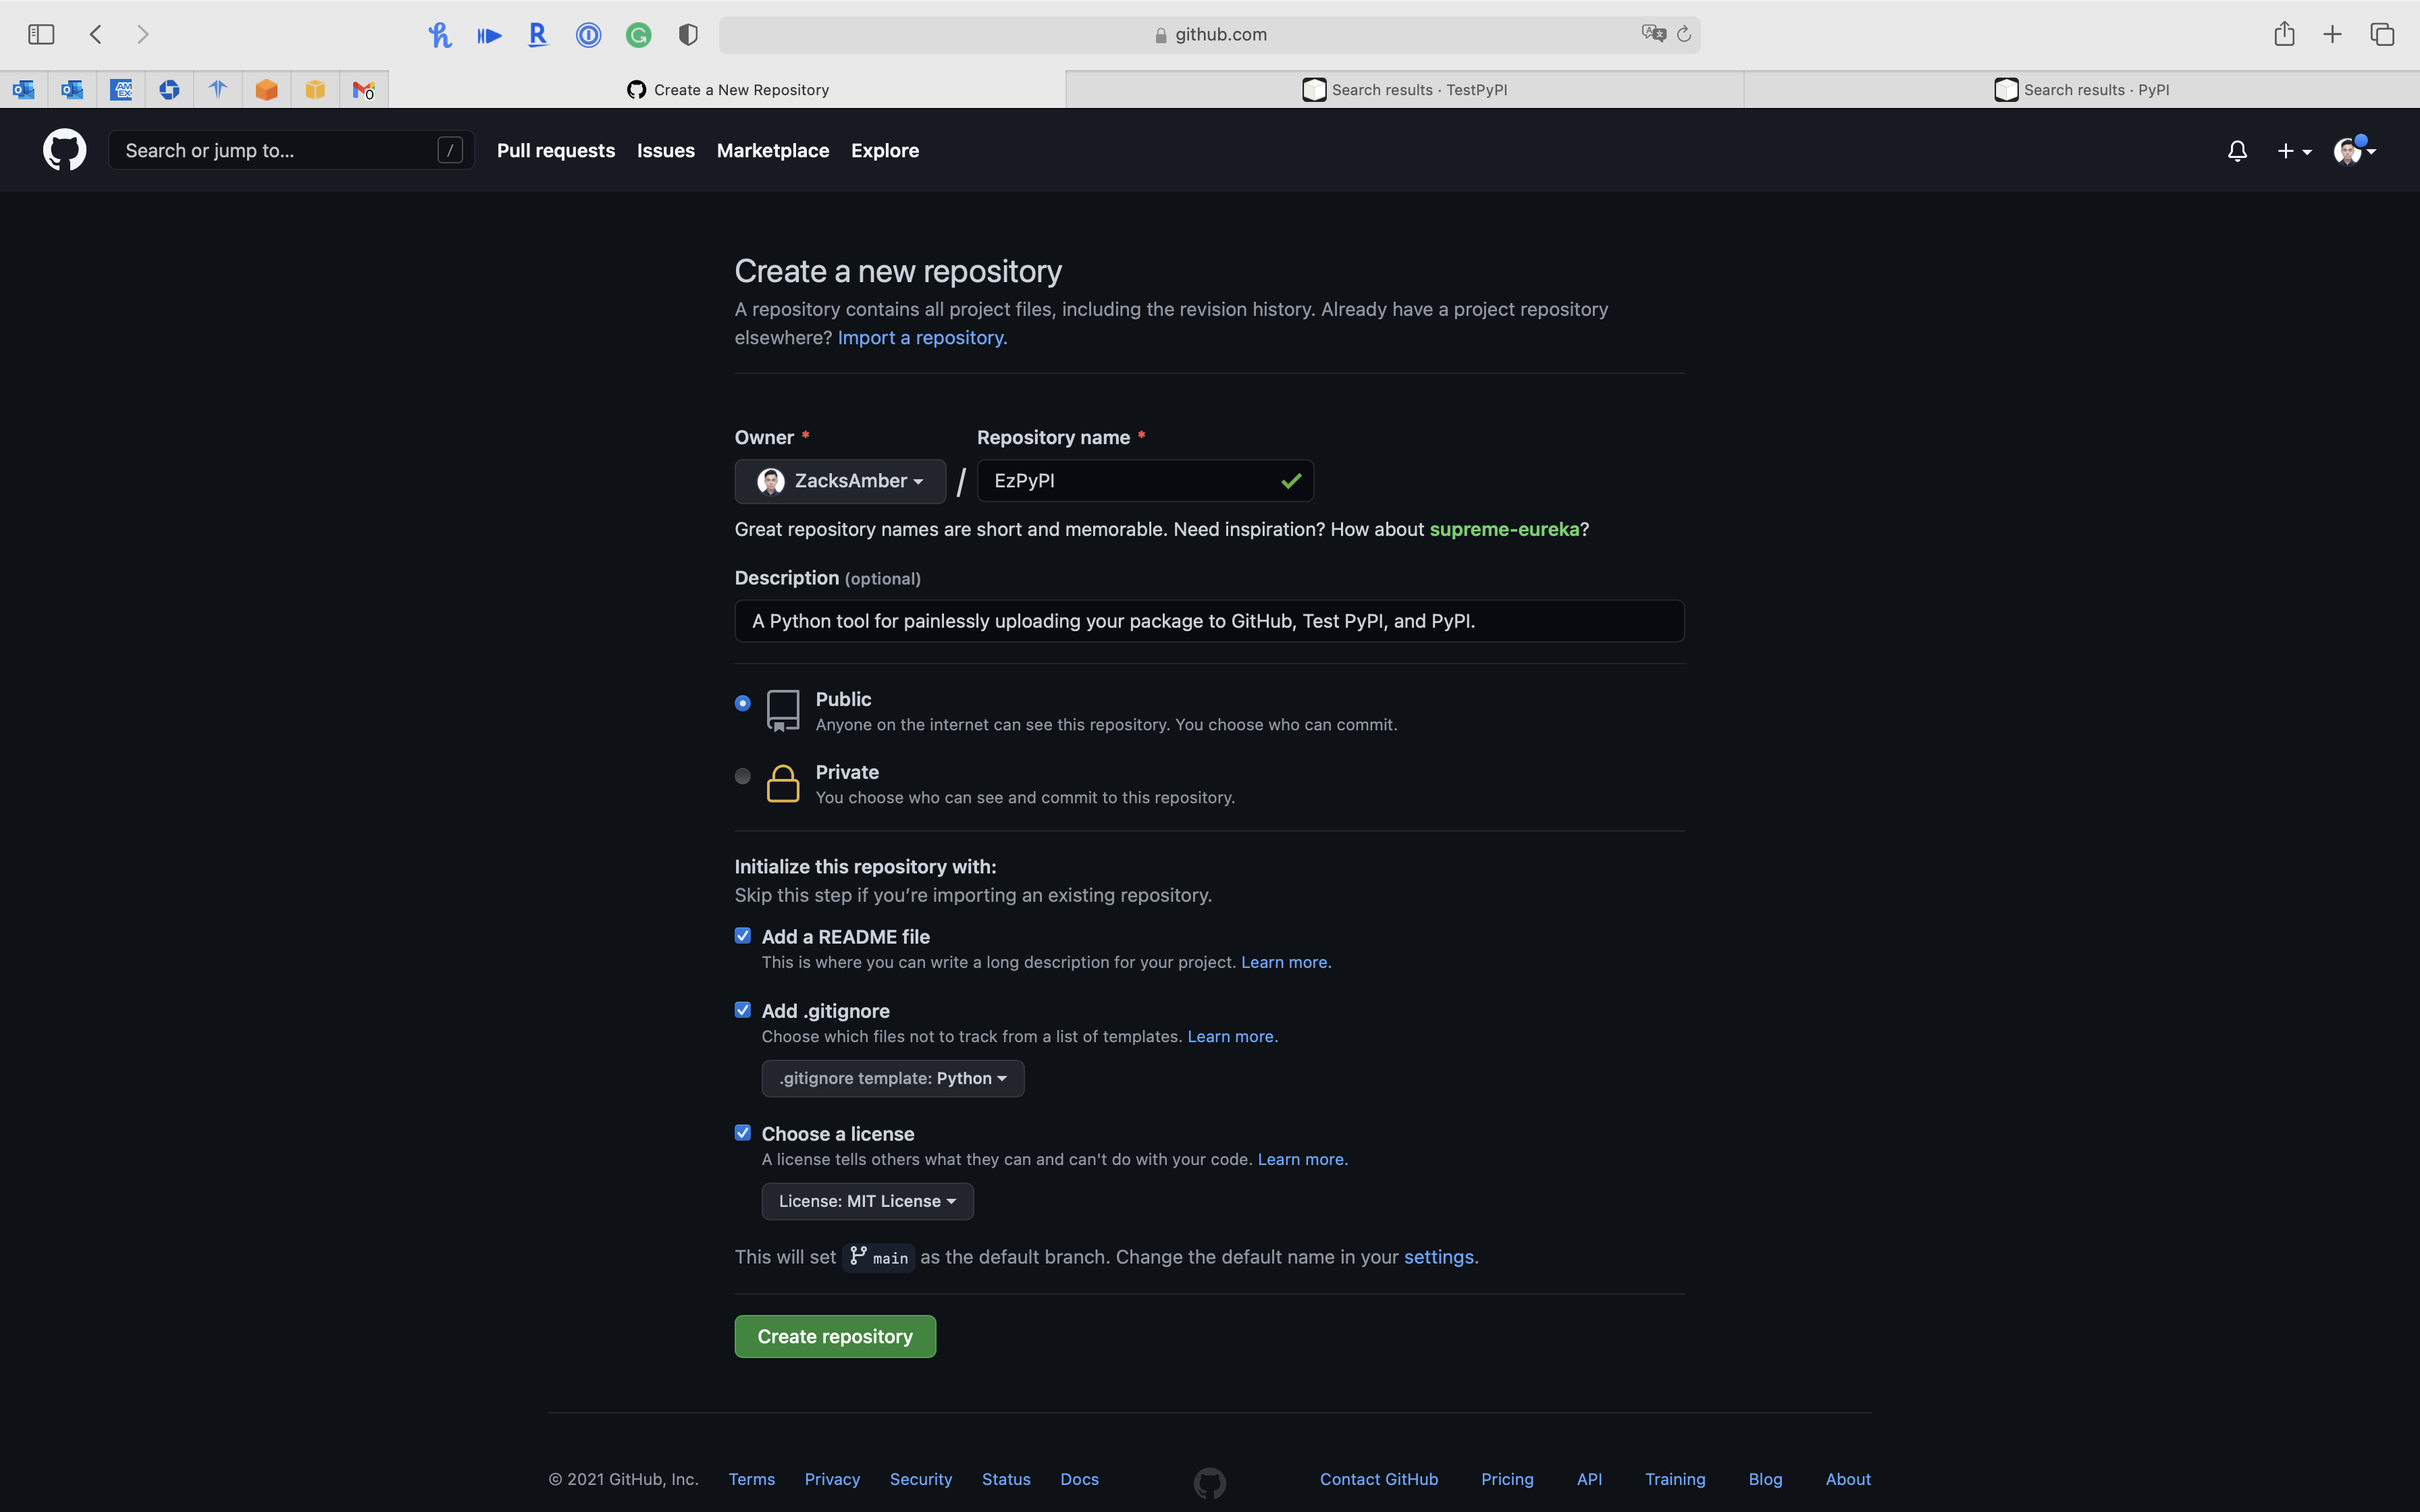 github.com
Create a New Repository
Search results · TestPyPI
Search results · PyPI
Search or jump to...
/
Pull requests
Issues
Marketplace
Explore
Create a new repository
A repository contains all project files, including the revision history. Already have a project repository
elsewhere? Import a repository.
Owner *
Repository name *
ZacksAmber
/
EzPyPI
Great repository names are short and memorable. Need inspiration? How about supreme-eureka?
Description (optional)
A Python tool for painlessly uploading your package to GitHub, Test PyPI, and PyPI.
Public
Anyone on the internet can see this repository. You choose who can commit.
Private
You choose who can see and commit to this repository.
Initialize this repository with:
Skip this step if you’re importing an existing repository.
Add a README file
This is where you can write a long description for your project. Learn more.
Add .gitignore
Choose which files not to track from a list of templates. Learn more.
.gitignore template: Python
Choose a license
A license tells others what they can and can't do with your code. Learn more.
License: MIT License
This will set main as the default branch. Change the default name in your settings.
Create repository
© 2021 GitHub, Inc.
Terms
Privacy
Security
Status
Docs
Contact GitHub
Pricing
API
Training
Blog
About